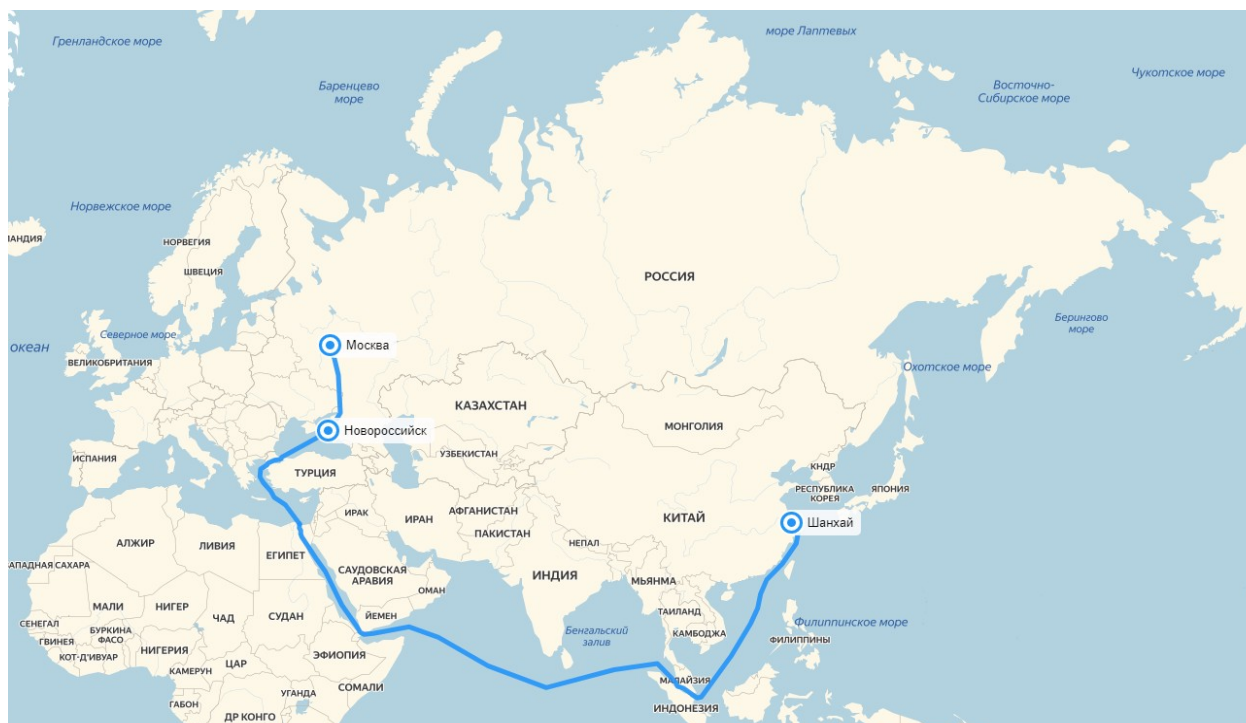 Гренландское море
море Лаптевых
Баренцево
море
Восточно-
Сибирское море
Чукотское море
Норвежское море
НОРВЕГИЯ
ШВЕЦИЯ
РОССИЯ
Берингово
море
Северное море
океан
Москва
ВЕЛИКОБРИТАНИЯ
Охотское море
КАЗАХСТАН
МОНГОЛИЯ
Новороссийск
ИСПАНИЯ
УЗБЕКИСТАН
ТУРЦИЯ
КНДР
РЕСПУБЛИКА
КОРЕЯ
ЯПОНИЯ
ИРАК
ИРАН
АФГАНИСТАН
ПАКИСТАН
КИТАЙ
Шанхай
АЛЖИР
ЛИВИЯ
ЕГИПЕТ
НЕПАЛ
АПАДНАЯ САХАРА
САУДОВСКАЯ
АРАВИЯ
ОМАН
ИНДИЯ
МЬЯНМА
МАЛИ
НИГЕР
ЧАД
СУДАН
ЙЕМЕН
ТАИЛАНД
СЕНЕГАЛ
БУРКИНА
ФАСО
Бенгальский
залив
КАМБОДЖА
Филиппинское море
ФИЛИППИНЫ
ГВИНЕЯ
КОТ-Д'ИВУАР
НИГЕРИЯ
ЦАР
ЭФИОПИЯ
КАМЕРУН
УГАНДА
СОМАЛИ
МАЛАЙЗИЯ
ГАБОН
ДР КОНГО
ИНДОНЕЗИЯ